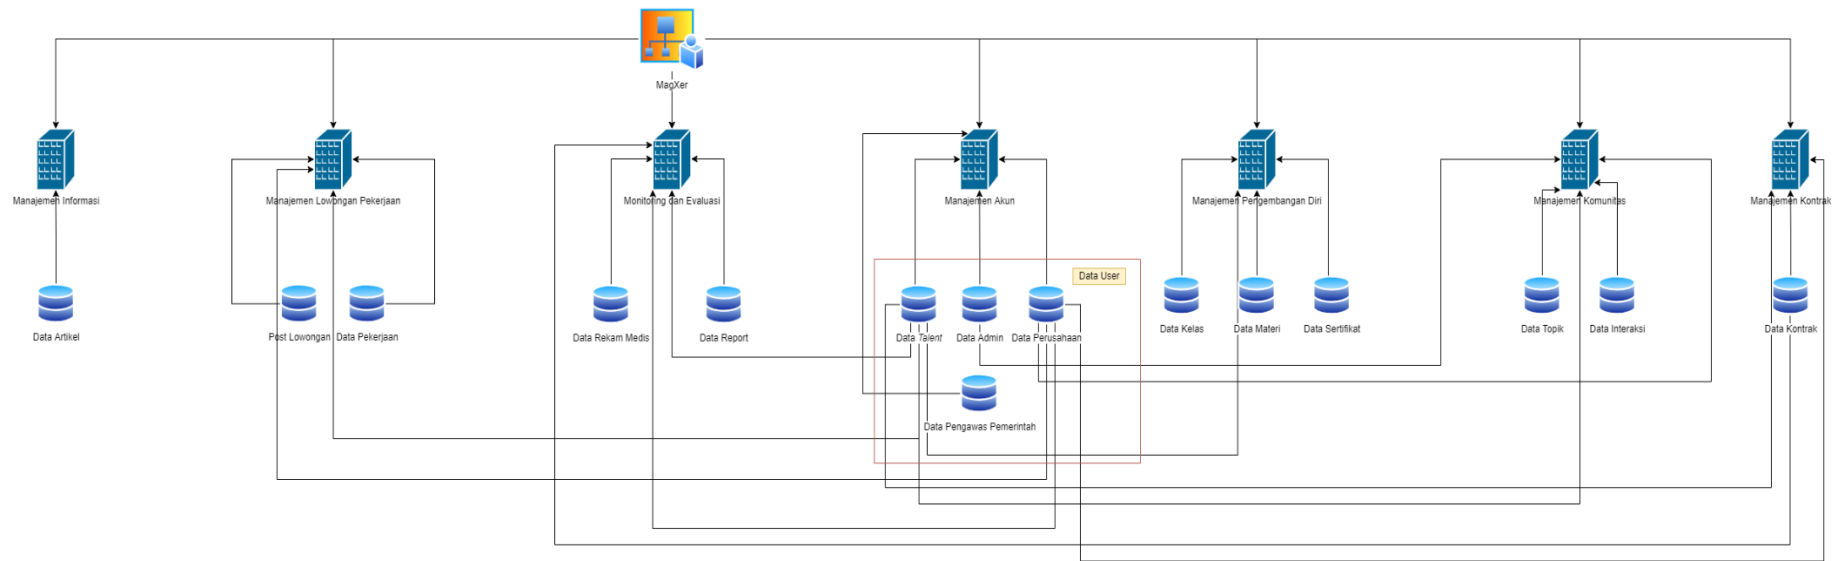 MagXer
Manajemen Informasi
Manajemen Lowongan Pekerjaan
Monitoring dan Evaluasi
Manajemen Akun
Manajemen Pengembangan Diri
Manajemen Komunitas
Manajemen Kontrak
Data User
Data Artikel
Post Lowongan
Data Pekerjaan
Data Rekam Medis
Data Report
Data Talent
Data Admin
Data Perusahaan
Data Kelas
Data Materi
Data Sertifikat
Data Topik
Data Interaksi
Data Kontrak
Data Pengawas Pemerintah